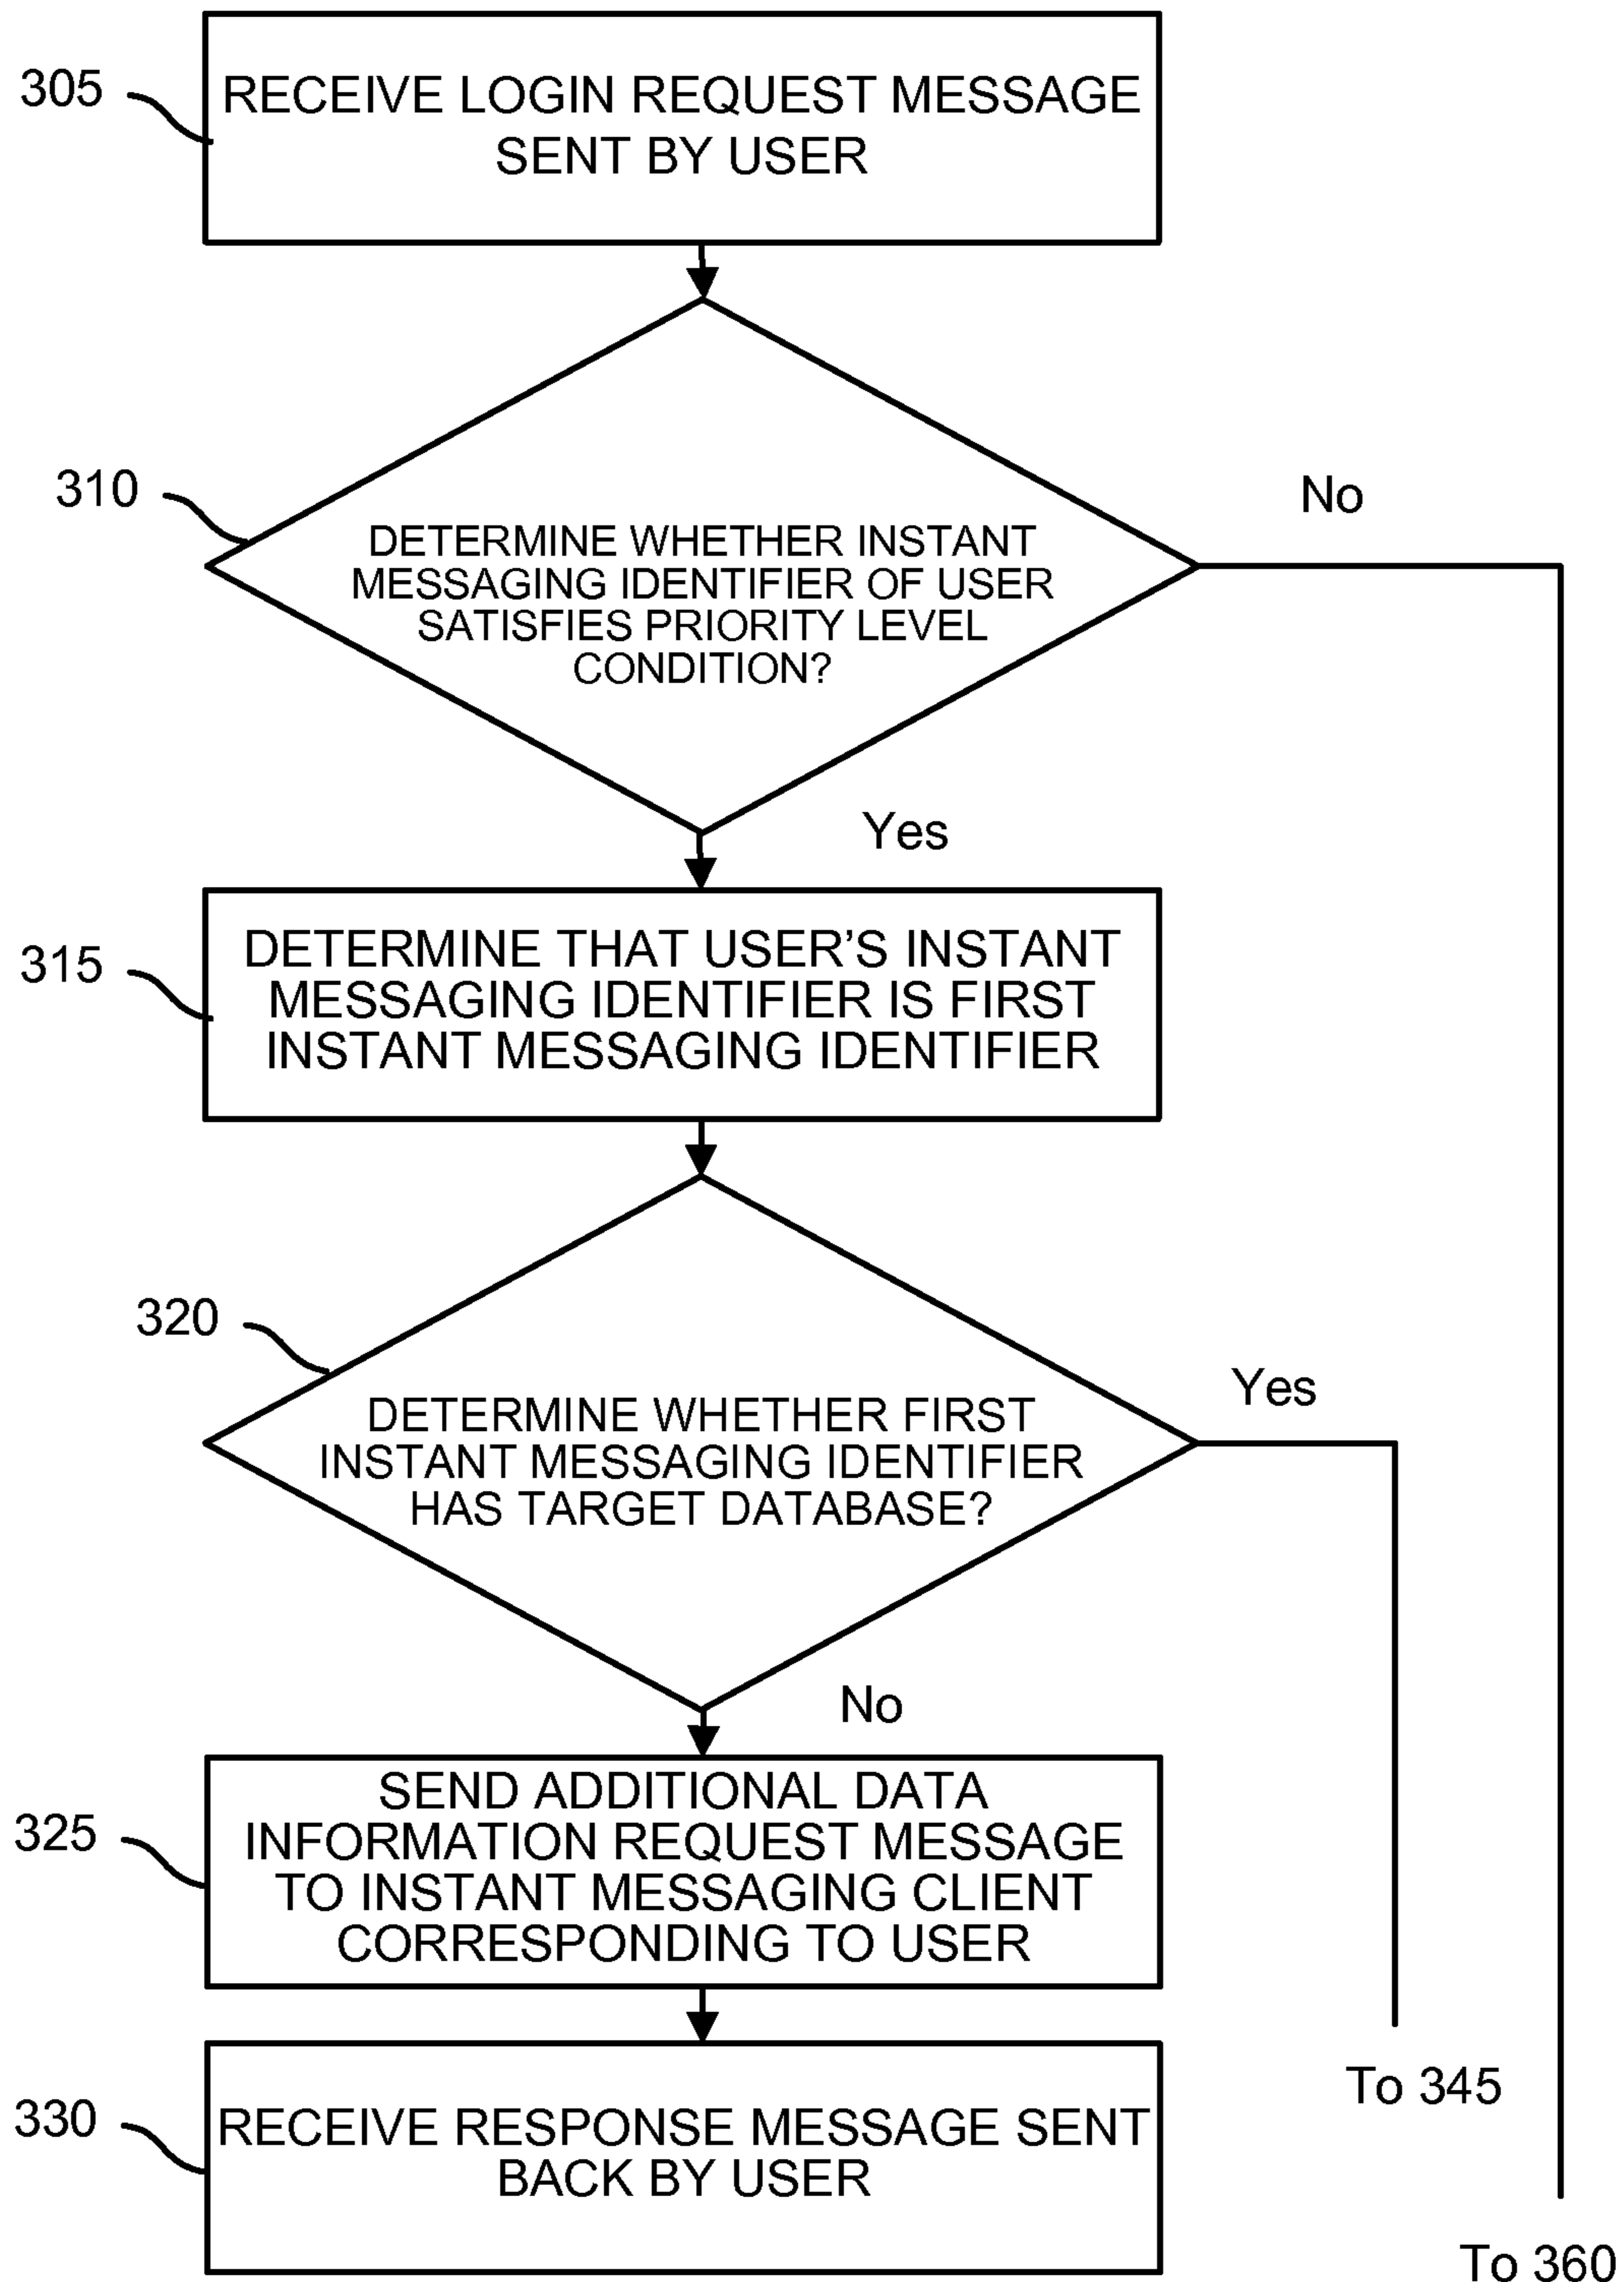 305
RECEIVE LOGIN REQUEST MESSAGE
SENT BY USER
310
No
DETERMINE WHETHER INSTANT
MESSAGING IDENTIFIER OF USER
SATISFIES PRIORITY LEVEL
CONDITION?
Yes
315
DETERMINE THAT USER'S INSTANT
MESSAGING IDENTIFIER IS FIRST
INSTANT MESSAGING IDENTIFIER
320
Yes
DETERMINE WHETHER FIRST
INSTANT MESSAGING IDENTIFIER
HAS TARGET DATABASE?
No
325
SEND ADDITIONAL DATA
INFORMATION REQUEST MESSAGE
TO INSTANT MESSAGING CLIENT
CORRESPONDING TO USER
To 345
330
RECEIVE RESPONSE MESSAGE SENT
BACK BY USER
To 360